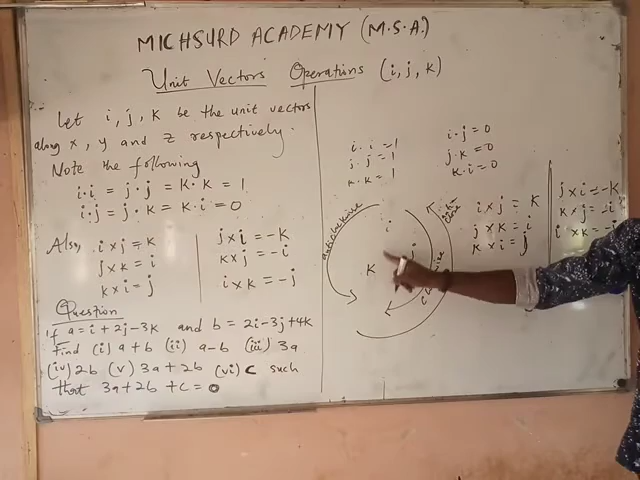 MICHSURD ACADEMY (M.S.A.)
Unit Vectors Operations (i, j, k)
Let i, j, k be the unit vectors
along x, y and z respectively.
Note the following
i·i = j·j = k·k = 1
i·j = j·k = k·i = 0
Also, i×j = k
j×k = i
k×i = j
j×i = -k
k×j = -i
i×k = -j
Question
If a = i + 2j - 3k and b = 2i - 3j + 4k
Find (i) a + b (ii) a - b (iii) 3a
(iv) 2b (v) 3a + 2b (vi) c such
that 3a + 2b + c = 0
i·i = 1
j·j = 1
k·k = 1
i·j = 0
j·k = 0
k·i = 0
anticlockwise
i
j
k
i×j = k
j×k = i
k×i = j
j×i = -k
k×j = -i
i×k = -